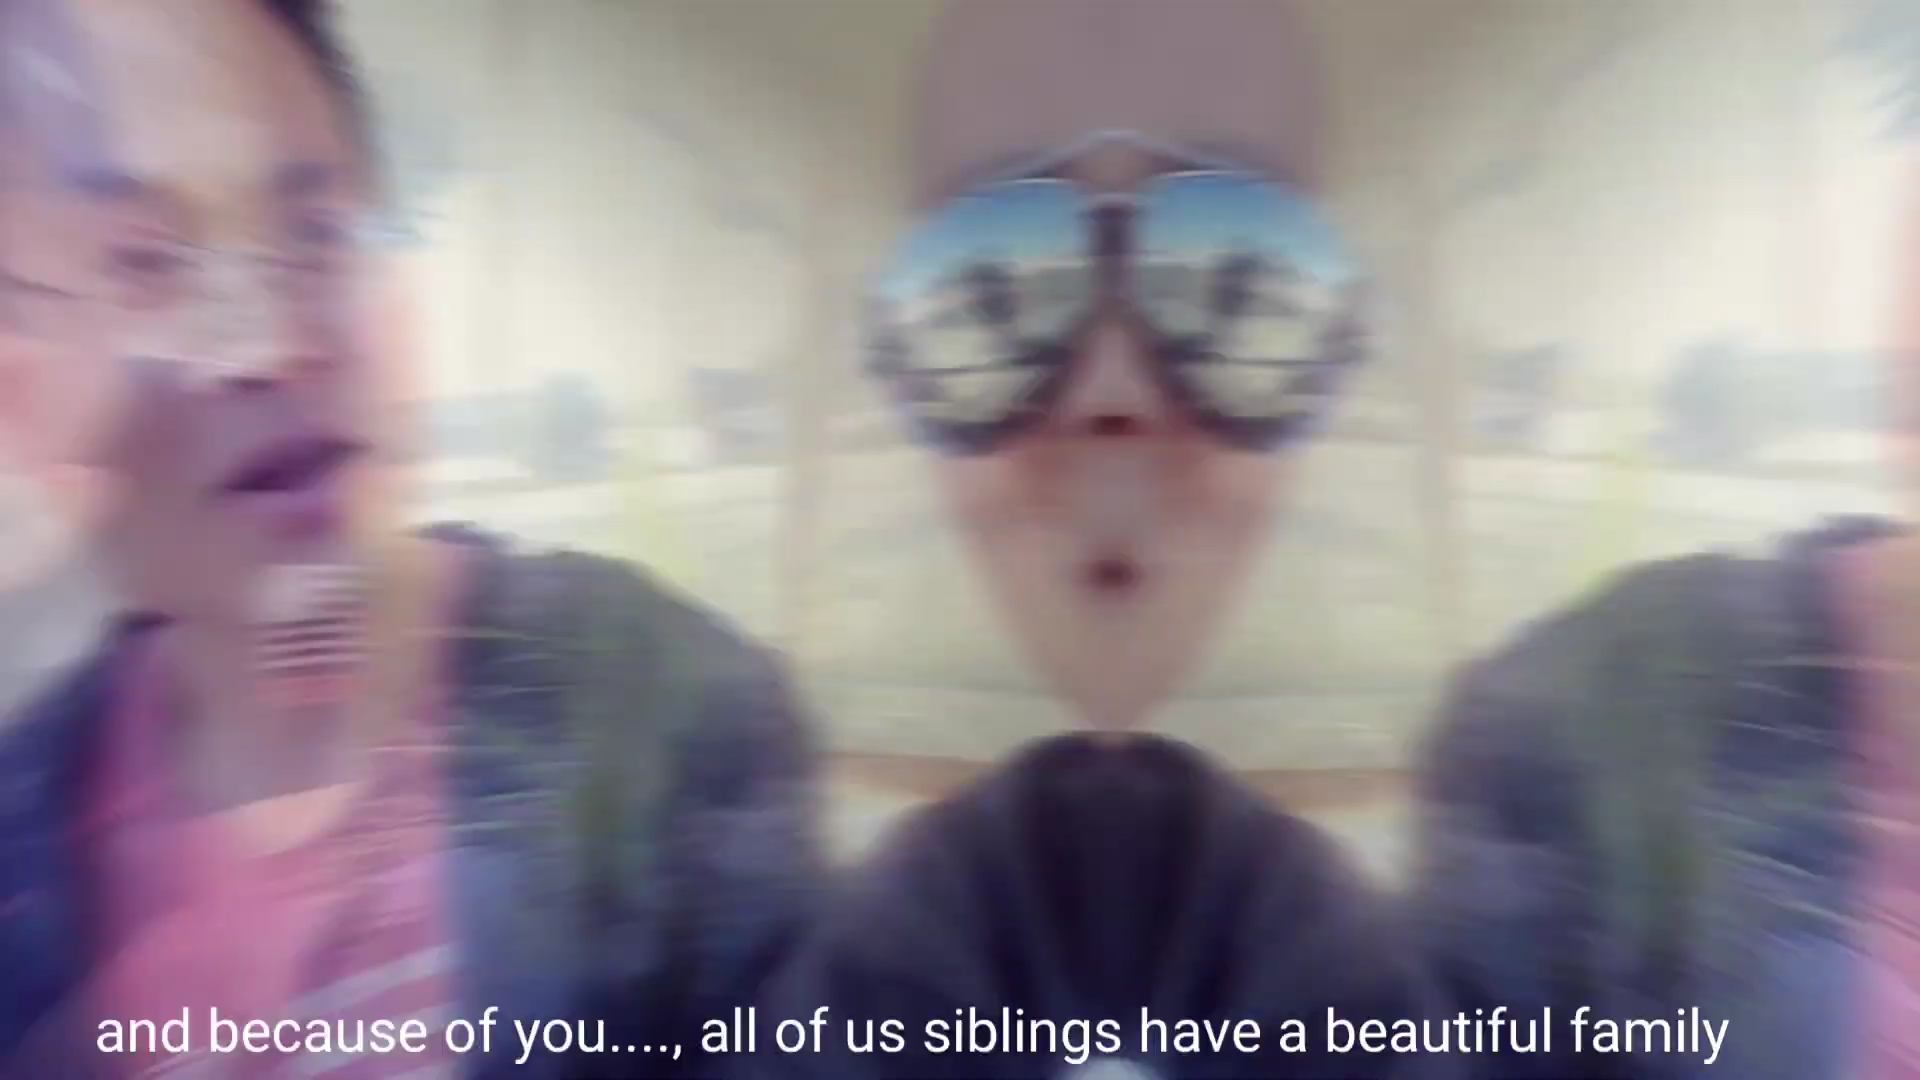 and because of you...., all of us siblings have a beautiful family